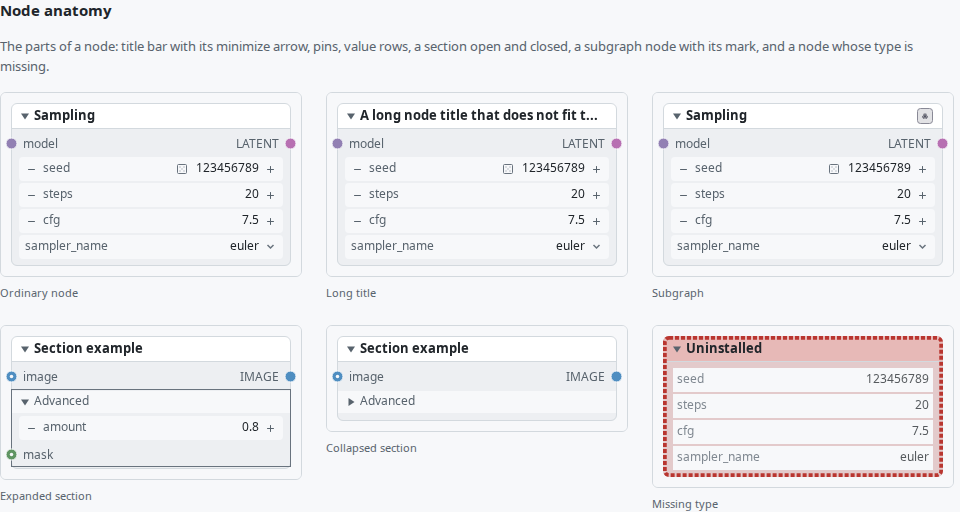 Node anatomy
The parts of a node: title bar with its minimize arrow, pins, value rows, a section open and closed, a subgraph node with its mark, and a node whose type is
missing.
Sampling
model LATENT
seed 123456789
steps 20
cfg 7.5
sampler_name euler
Ordinary node
A long node title that does not fit t...
model LATENT
seed 123456789
steps 20
cfg 7.5
sampler_name euler
Long title
Sampling
model LATENT
seed 123456789
steps 20
cfg 7.5
sampler_name euler
Subgraph
Section example
image IMAGE
Advanced
amount 0.8
mask
Expanded section
Section example
image IMAGE
Advanced
Collapsed section
Uninstalled
seed 123456789
steps 20
cfg 7.5
sampler_name euler
Missing type